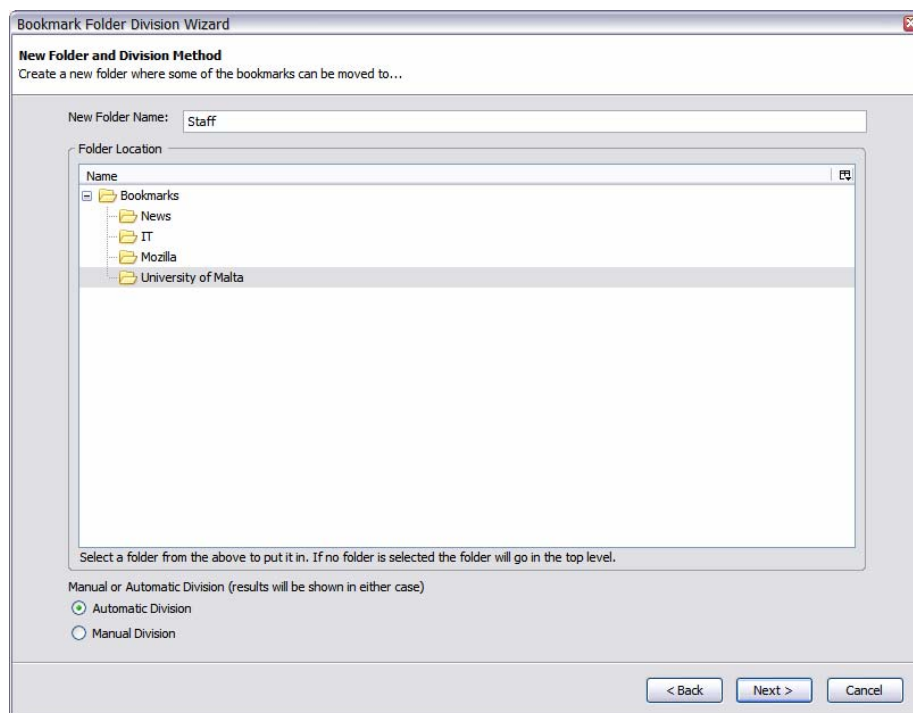 Bookmark Folder Division Wizard
New Folder and Division Method
Create a new folder where some of the bookmarks can be moved to...
New Folder Name: Staff
Folder Location
Name
Bookmarks
News
IT
Mozilla
University of Malta
Select a folder from the above to put it in. If no folder is selected the folder will go in the top level.
Manual or Automatic Division (results will be shown in either case)
Automatic Division
Manual Division
< Back Next > Cancel